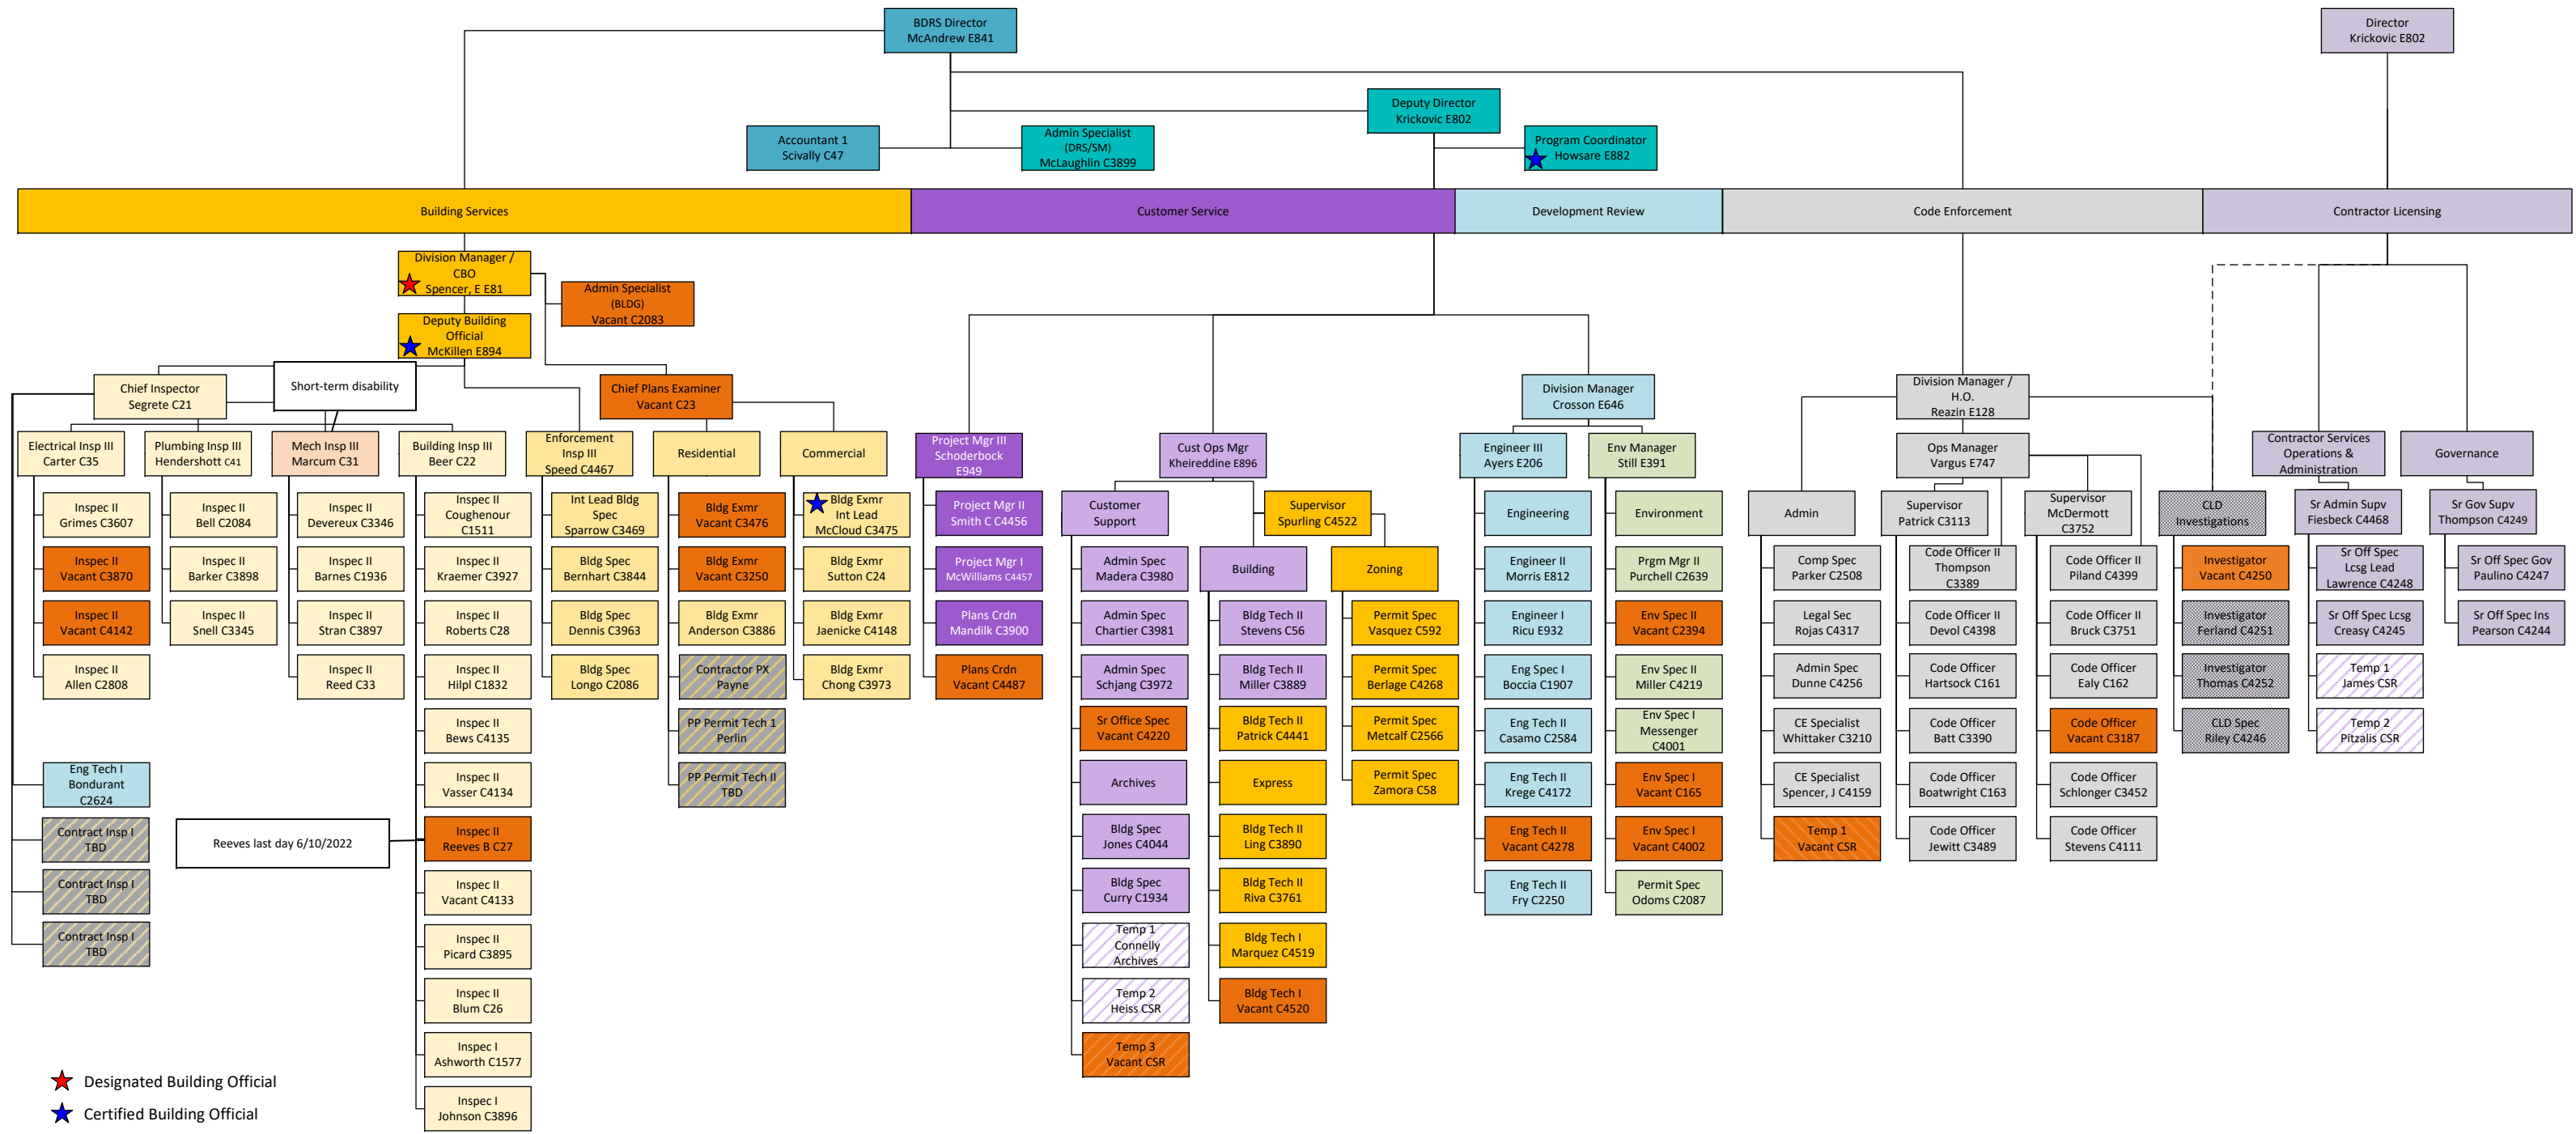 BDRS Director
McAndrew E841
Director
Krickovic E802
Deputy Director
Krickovic E802
Accountant 1
Scivally C47
Admin Specialist
(DRS/SM)
McLaughlin C3899
Program Coordinator
Howsare E882
Building Services
Customer Service
Development Review
Code Enforcement
Contractor Licensing
Division Manager /
CBO
Spencer, E E81
Admin Specialist
(BLDG)
Vacant C2083
Deputy Building
Official
McKillen E894
Short-term disability
Chief Inspector
Segrete C21
Chief Plans Examiner
Vacant C23
Division Manager
Crosson E646
Division Manager /
H.O.
Reazin E128
Electrical Insp III
Carter C35
Plumbing Insp III
Hendershott C41
Mech Insp III
Marcum C31
Building Insp III
Beer C22
Enforcement
Insp III
Speed C4467
Residential
Commercial
Project Mgr III
Schoderbock
E949
Cust Ops Mgr
Kheireddine E896
Engineer III
Ayers E206
Env Manager
Still E391
Ops Manager
Vargus E747
Contractor Services
Operations &
Administration
Governance
Inspec II
Grimes C3607
Inspec II
Vacant C3870
Inspec II
Vacant C4142
Inspec II
Allen C2808
Eng Tech I
Bondurant
C2624
Contract Insp I
TBD
Contract Insp I
TBD
Contract Insp I
TBD
Inspec II
Bell C2084
Inspec II
Barker C3898
Inspec II
Snell C3345
Inspec II
Devereux C3346
Inspec II
Barnes C1936
Inspec II
Stran C3897
Inspec II
Reed C33
Reeves last day 6/10/2022
Inspec II
Coughenour
C1511
Inspec II
Kraemer C3927
Inspec II
Roberts C28
Inspec II
Hilpl C1832
Inspec II
Bews C4135
Inspec II
Vasser C4134
Inspec II
Reeves B C27
Inspec II
Vacant C4133
Inspec II
Picard C3895
Inspec II
Blum C26
Inspec I
Ashworth C1577
Inspec I
Johnson C3896
Int Lead Bldg
Spec
Sparrow C3469
Bldg Spec
Bernhart C3844
Bldg Spec
Dennis C3963
Bldg Spec
Longo C2086
Bldg Exmr
Vacant C3476
Bldg Exmr
Vacant C3250
Bldg Exmr
Anderson C3886
Contractor PX
Payne
PP Permit Tech 1
Perlin
PP Permit Tech II
TBD
Bldg Exmr
Int Lead
McCloud C3475
Bldg Exmr
Sutton C24
Bldg Exmr
Jaenicke C4148
Bldg Exmr
Chong C3973
Project Mgr II
Smith C C4456
Project Mgr I
McWilliams C4457
Plans Crdn
Mandilk C3900
Plans Crdn
Vacant C4487
Customer
Support
Admin Spec
Madera C3980
Admin Spec
Chartier C3981
Admin Spec
Schjang C3972
Sr Office Spec
Vacant C4220
Archives
Bldg Spec
Jones C4044
Bldg Spec
Curry C1934
Temp 1
Connelly
Archives
Temp 2
Heiss CSR
Temp 3
Vacant CSR
Supervisor
Spurling C4522
Building
Bldg Tech II
Stevens C56
Bldg Tech II
Miller C3889
Bldg Tech II
Patrick C4441
Express
Bldg Tech II
Ling C3890
Bldg Tech II
Riva C3761
Bldg Tech I
Marquez C4519
Bldg Tech I
Vacant C4520
Zoning
Permit Spec
Vasquez C592
Permit Spec
Berlage C4268
Permit Spec
Metcalf C2566
Permit Spec
Zamora C58
Engineering
Engineer II
Morris E812
Engineer I
Ricu E932
Eng Spec I
Boccia C1907
Eng Tech II
Casamo C2584
Eng Tech II
Krege C4172
Eng Tech II
Vacant C4278
Eng Tech II
Fry C2250
Environment
Prgm Mgr II
Purchell C2639
Env Spec II
Vacant C2394
Env Spec II
Miller C4219
Env Spec I
Messenger
C4001
Env Spec I
Vacant C165
Env Spec I
Vacant C4002
Permit Spec
Odoms C2087
Admin
Comp Spec
Parker C2508
Legal Sec
Rojas C4317
Admin Spec
Dunne C4256
CE Specialist
Whittaker C3210
CE Specialist
Spencer, J C4159
Temp 1
Vacant CSR
Supervisor
Patrick C3113
Code Officer II
Thompson
C3389
Code Officer II
Devol C4398
Code Officer
Hartsock C161
Code Officer
Batt C3390
Code Officer
Boatwright C163
Code Officer
Jewitt C3489
Supervisor
McDermott
C3752
Code Officer II
Piland C4399
Code Officer II
Bruck C3751
Code Officer
Ealy C162
Code Officer
Vacant C3187
Code Officer
Schlonger C3452
Code Officer
Stevens C4111
CLD
Investigations
Investigator
Vacant C4250
Investigator
Ferland C4251
Investigator
Thomas C4252
CLD Spec
Riley C4246
Sr Admin Supv
Fiesbeck C4468
Sr Off Spec
Lcsg Lead
Lawrence C4248
Sr Off Spec Lcsg
Creasy C4245
Temp 1
James CSR
Temp 2
Pitzalis CSR
Sr Gov Supv
Thompson C4249
Sr Off Spec Gov
Paulino C4247
Sr Off Spec Ins
Pearson C4244
Designated Building Official
Certified Building Official